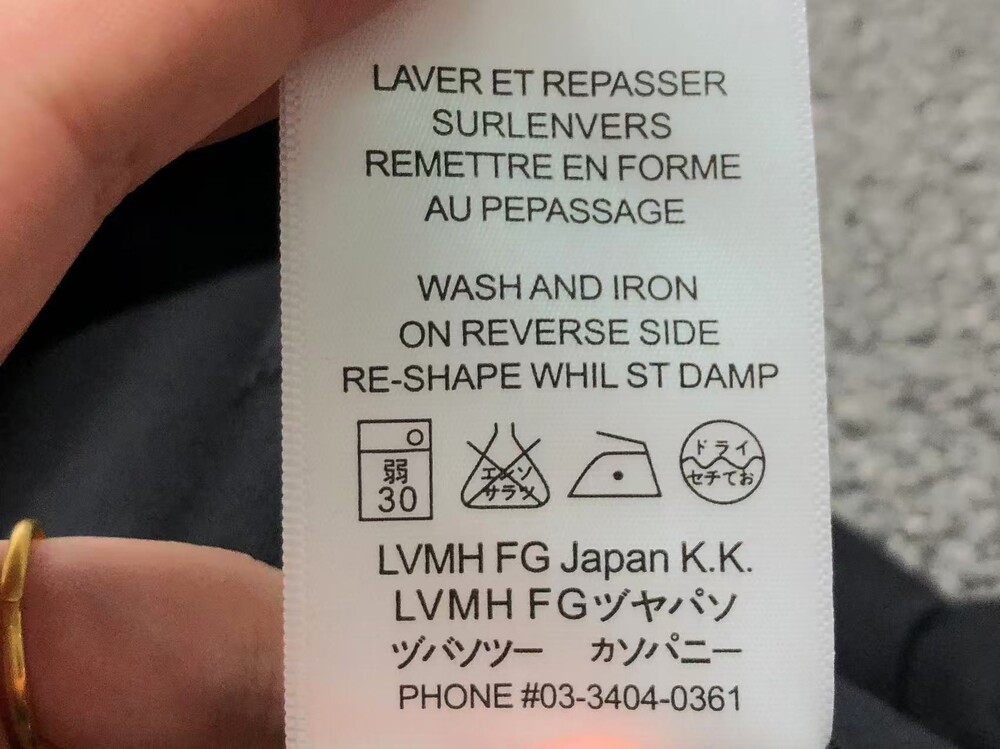 LAVER ET REPASSER
SURLENVERS
REMETTRE EN FORME
AU PEPASSAGE
WASH AND IRON
ON REVERSE SIDE
RE-SHAPE WHIL ST DAMP
弱
30
エンソ
サラツ
ドライ
セチてお
LVMH FG Japan K.K.
LVMH FGヅヤパソ
ヅバソツー カソパニー
PHONE #03-3404-0361